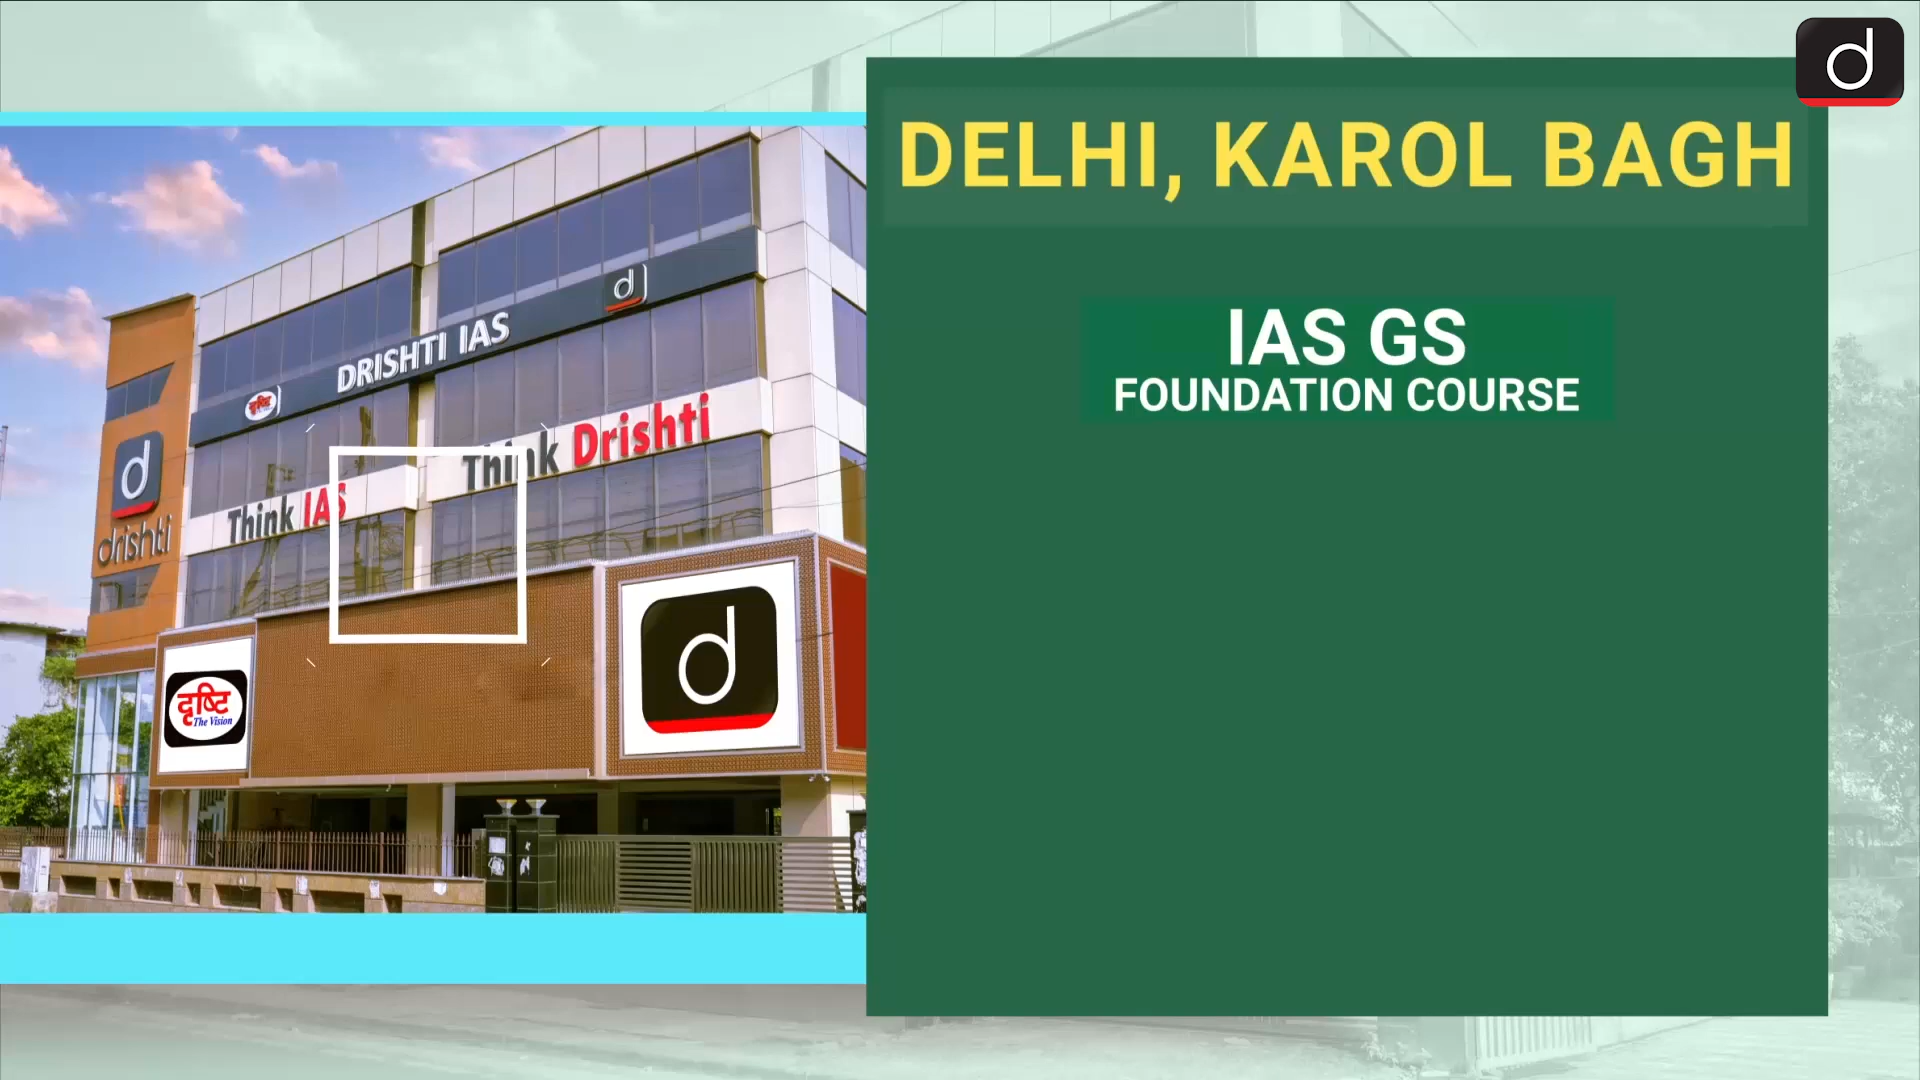 d
DELHI, KAROL BAGH
IAS GS
FOUNDATION COURSE
DRISHTI IAS
d
दृष्टि
Think Drishti
Think IAS
d
drishti
d
दृष्टि
The Vision